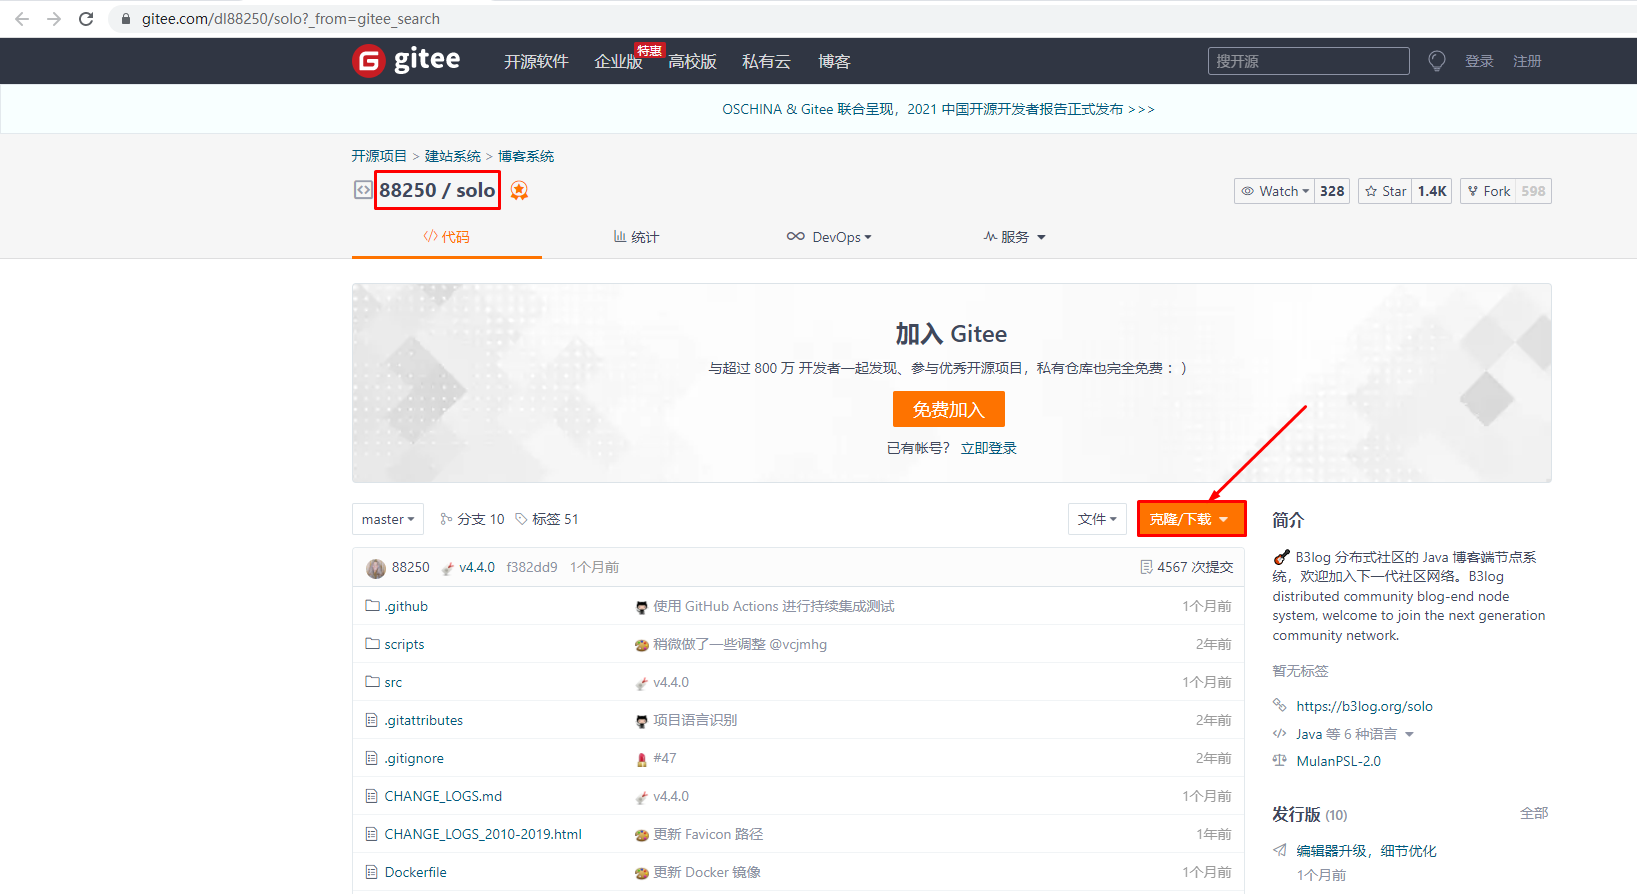 gitee.com/dl88250/solo?_from=gitee_search
gitee 开源软件 企业版 特惠 高校版 私有云 博客 搜开源 登录 注册
OSCHINA & Gitee 联合呈现，2021 中国开源开发者报告正式发布 >>>
开源项目 > 建站系统 > 博客系统
88250 / solo Watch 328 Star 1.4K Fork 598
代码 统计 DevOps 服务
加入 Gitee
与超过 800 万 开发者一起发现、参与优秀开源项目，私有仓库也完全免费：）
免费加入
已有帐号？ 立即登录
master 分支 10 标签 51 文件 克隆/下载
88250 v4.4.0 f382dd9 1个月前 4567 次提交
.github 使用 GitHub Actions 进行持续集成测试 1个月前
scripts 稍微做了一些调整 @vcjmhg 2年前
src v4.4.0 1个月前
.gitattributes 项目语言识别 2年前
.gitignore #47 2年前
CHANGE_LOGS.md v4.4.0 1个月前
CHANGE_LOGS_2010-2019.html 更新 Favicon 路径 1年前
Dockerfile 更新 Docker 镜像 1个月前
简介
B3log 分布式社区的 Java 博客端节点系
统，欢迎加入下一代社区网络。B3log
distributed community blog-end node
system, welcome to join the next generation
community network.
暂无标签
https://b3log.org/solo
Java 等 6 种语言
MulanPSL-2.0
发行版 (10) 全部
编辑器升级，细节优化
1个月前